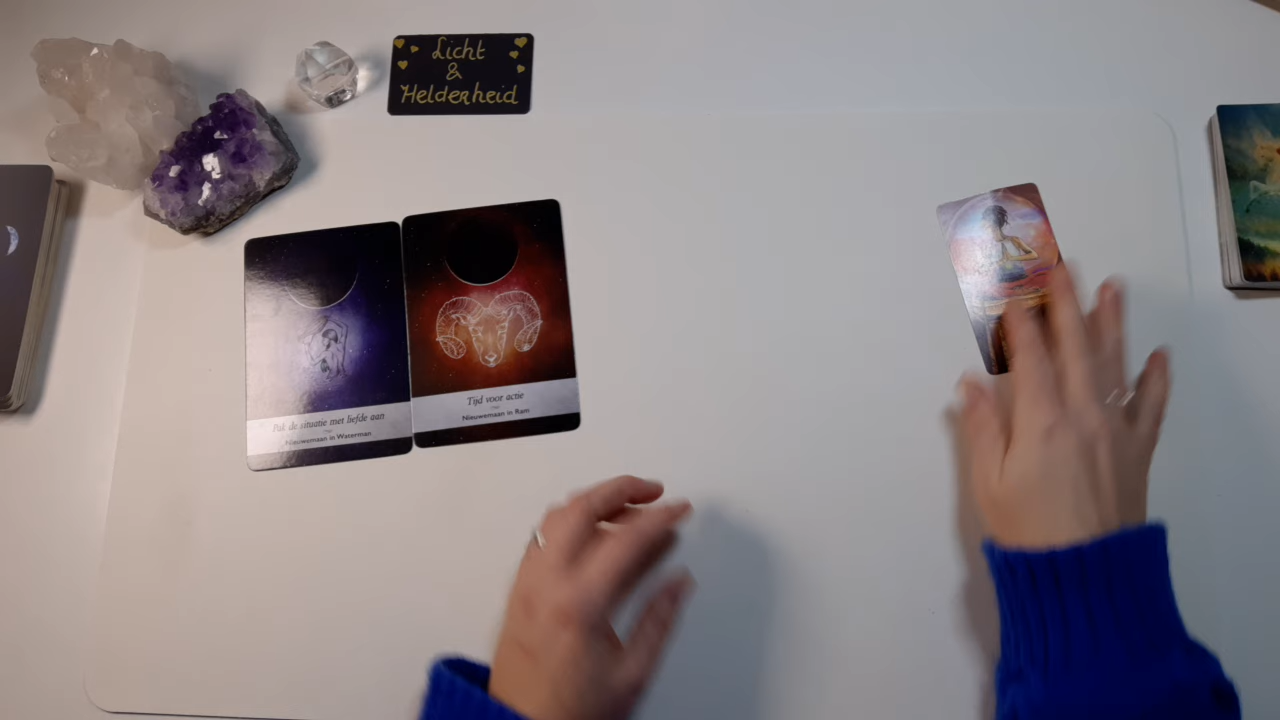 Licht
&
Helderheid
Pak de situatie met liefde aan
Nieuwemaan in Waterman
Tijd voor actie
Nieuwemaan in Ram